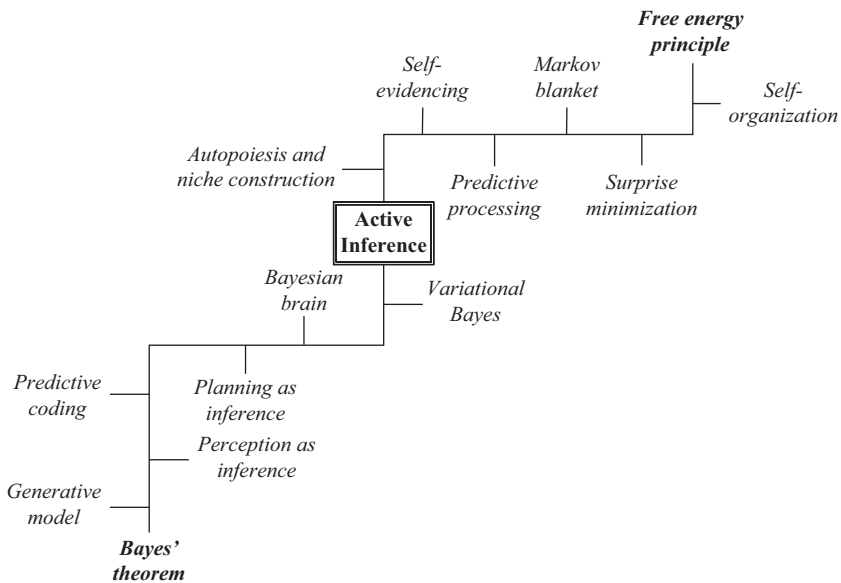 Free energy
principle
Self-
evidencing
Markov
blanket
Self-
organization
Autopoiesis and
niche construction
Predictive
processing
Surprise
minimization
Active
Inference
Bayesian
brain
Variational
Bayes
Predictive
coding
Planning as
inference
Perception as
inference
Generative
model
Bayes’
theorem